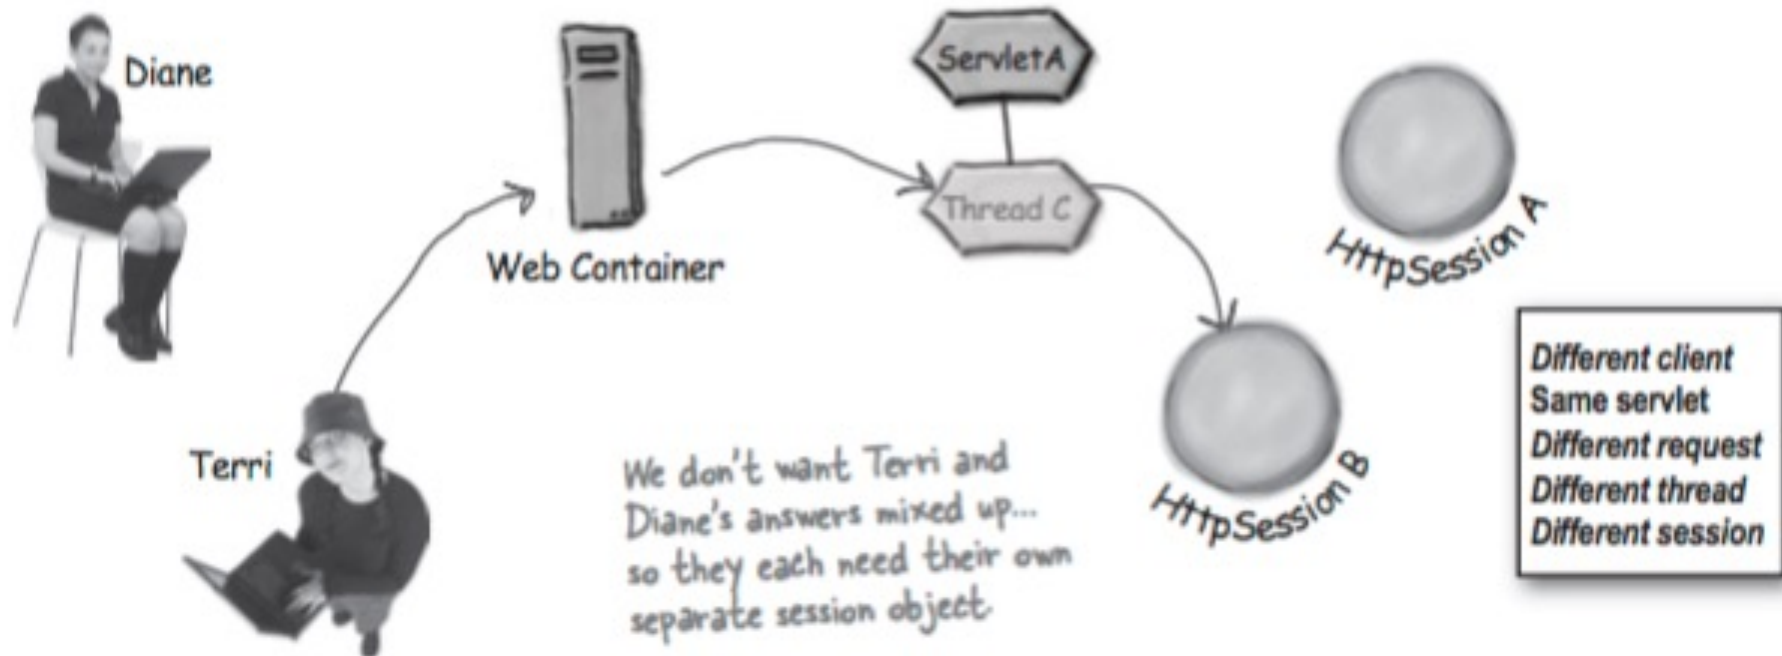 Diane
Web Container
ServletA
Thread C
HttpSession A
HttpSession B
Terri
We don't want Terri and
Diane's answers mixed up...
so they each need their own
separate session object.
Different client
Same servlet
Different request
Different thread
Different session